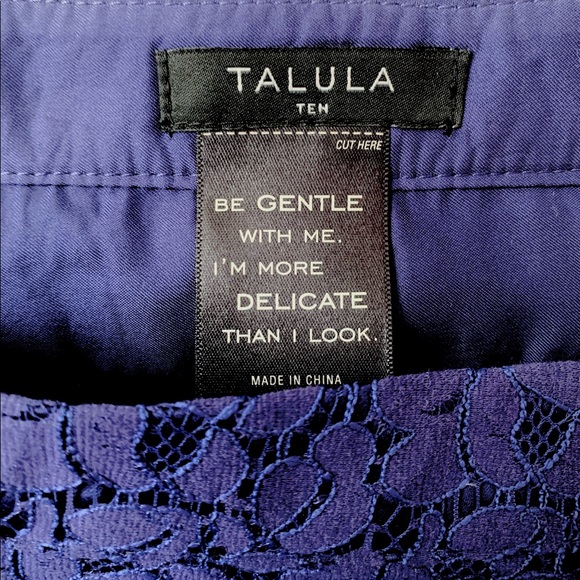 TALULA
TEN
CUT HERE
BE GENTLE
WITH ME.
I'M MORE
DELICATE
THAN I LOOK.
MADE IN CHINA